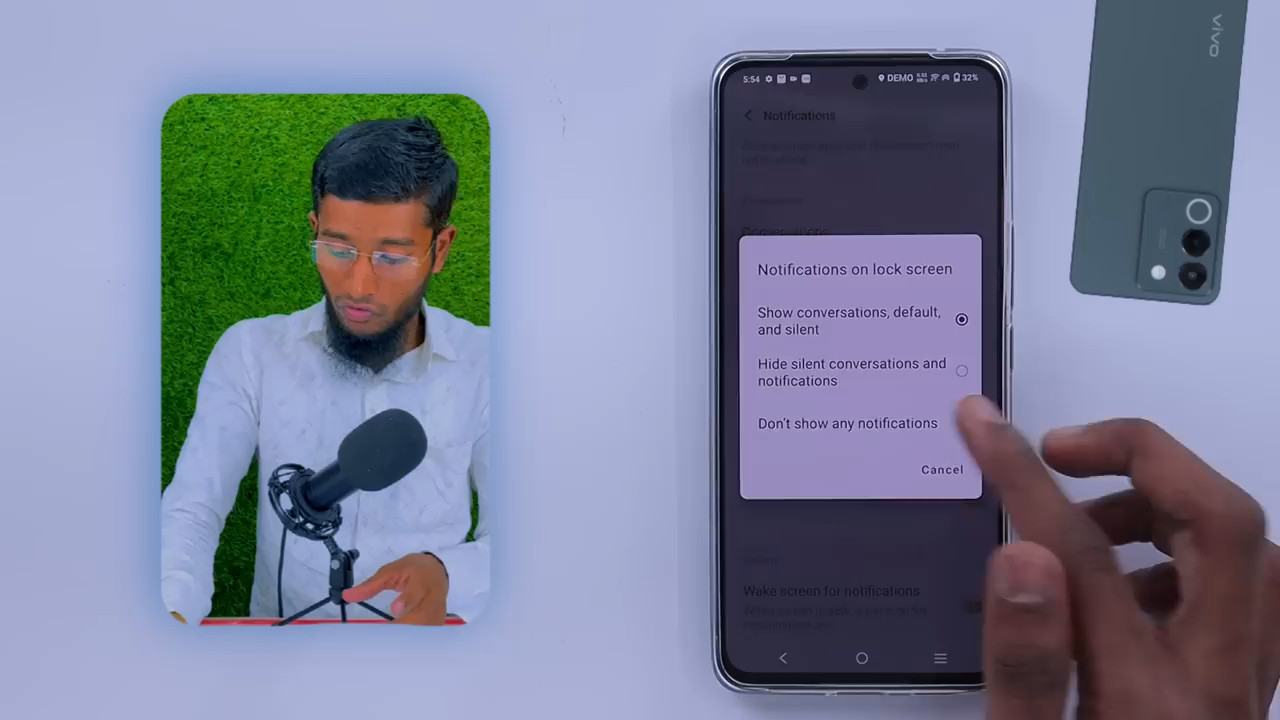 vivo
5:54
DEMO
32%
Notifications
Conversations
Notifications on lock screen
Show conversations, default,
and silent
Hide silent conversations and
notifications
Don't show any notifications
Cancel
Wake screen for notifications